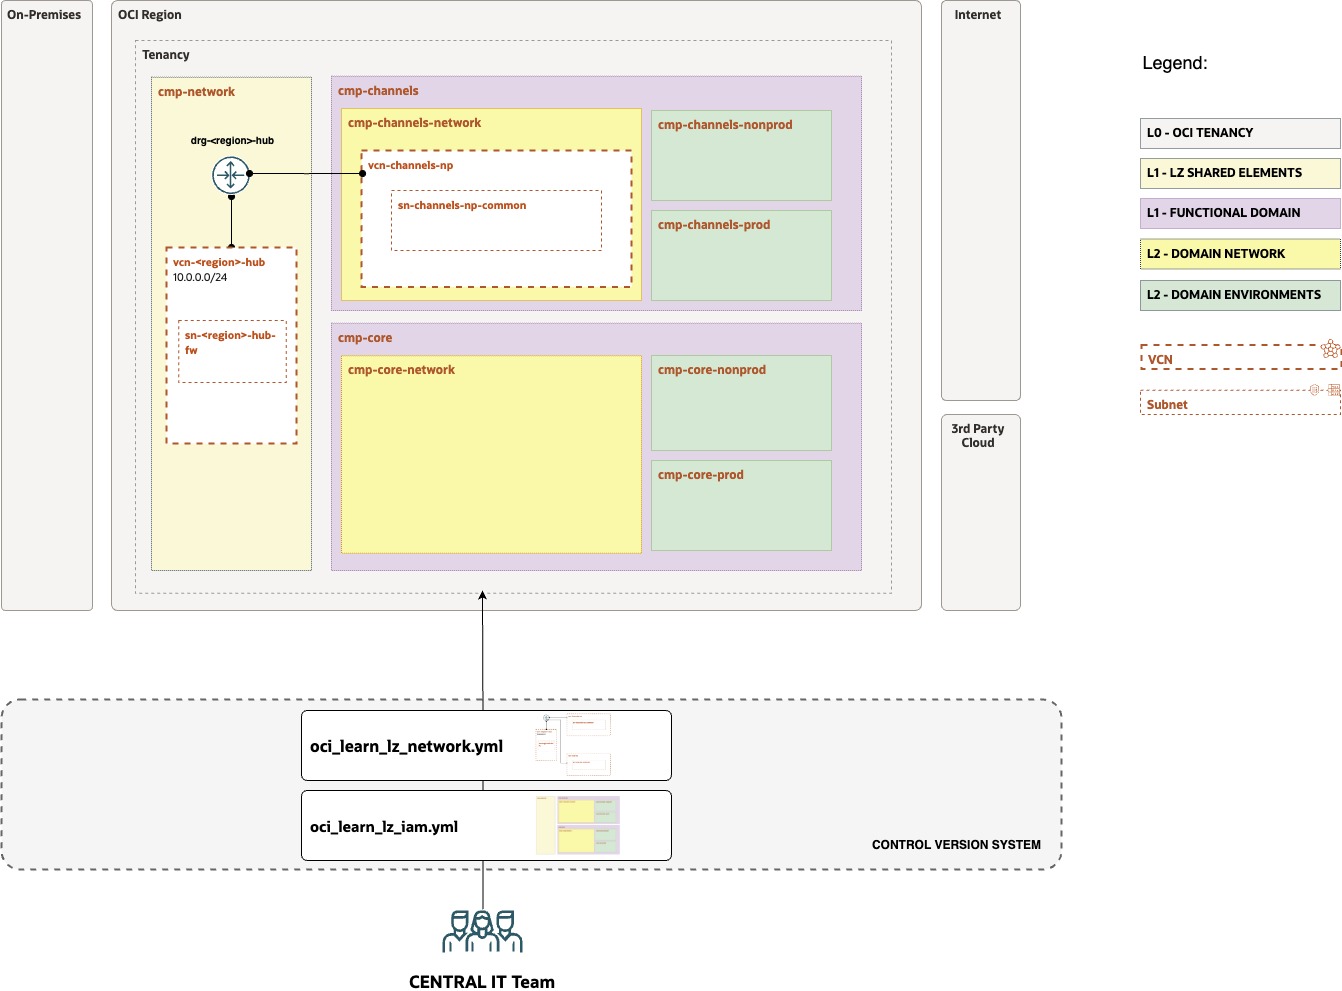 On-Premises
OCI Region
Internet
Tenancy
cmp-network
drg-<region>-hub
vcn-<region>-hub
10.0.0.0/24
sn-<region>-hub-
fw
cmp-channels
cmp-channels-network
vcn-channels-np
sn-channels-np-common
cmp-channels-nonprod
cmp-channels-prod
cmp-core
cmp-core-network
cmp-core-nonprod
cmp-core-prod
3rd Party
Cloud
Legend:
L0 - OCI TENANCY
L1 - LZ SHARED ELEMENTS
L1 - FUNCTIONAL DOMAIN
L2 - DOMAIN NETWORK
L2 - DOMAIN ENVIRONMENTS
VCN
Subnet
oci_learn_lz_network.yml
oci_learn_lz_iam.yml
CONTROL VERSION SYSTEM
CENTRAL IT Team